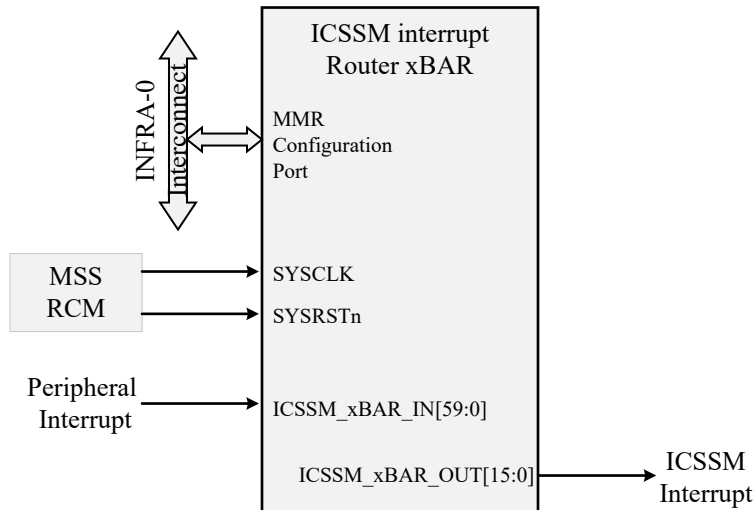 ICSSM interrupt
Router xBAR
INFRA-0
Interconnect
MMR
Configuration
Port
MSS
RCM
SYSCLK
SYSRSTn
Peripheral
Interrupt
ICSSM_xBAR_IN[59:0]
ICSSM_xBAR_OUT[15:0]
ICSSM
Interrupt